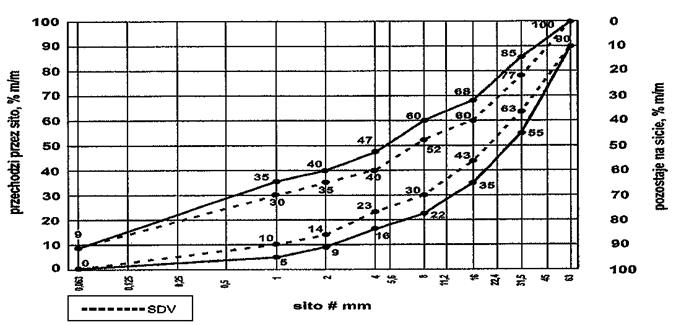 100 100 0
90 90 10
80 85 20
70 77 30
60 68 63 40
50 60 60 55 50
40 47 52 43 60
30 35 40 40 35 70
20 30 35 30 80
10 23 22 90
0 10 14 16 100
9 5 9
0
przechodzi przez sito, % m/m
pozostaje na sicie, % m/m
0,063 0,125 0,25 0,5 1 2 4 5,6 8 11,2 16 22,4 31,5 45 63
sito # mm
SDV